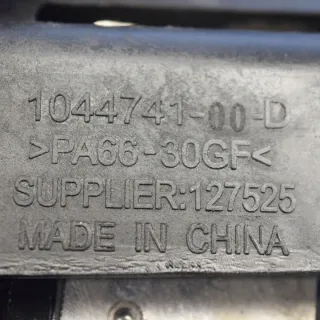 1044741-00-D
>PA66-30GF<
SUPPLIER:127525
MADE IN CHINA